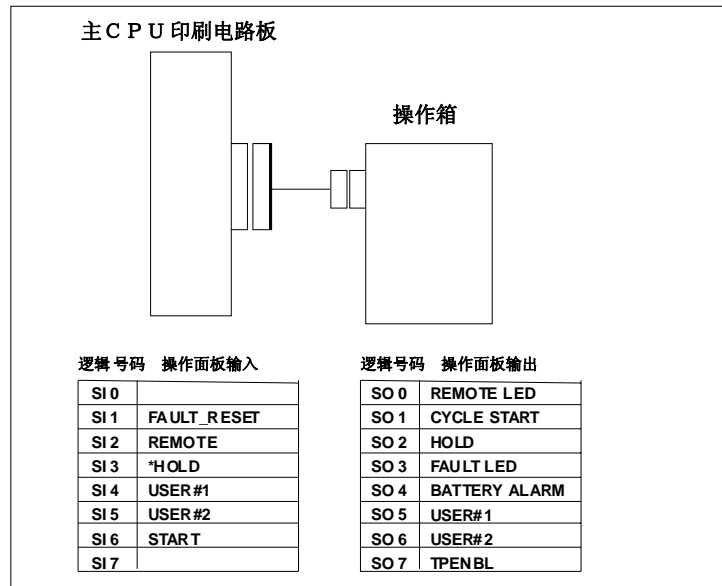 主ＣＰＵ印刷电路板
操作箱
逻辑号码 操作面板输入
SI 0
SI 1 FAULT_RESET
SI 2 REMOTE
SI 3 *HOLD
SI 4 USER#1
SI 5 USER#2
SI 6 START
SI 7
逻辑号码 操作面板输出
SO 0 REMOTE LED
SO 1 CYCLE START
SO 2 HOLD
SO 3 FAULT LED
SO 4 BATTERY ALARM
SO 5 USER#1
SO 6 USER#2
SO 7 TPENBL